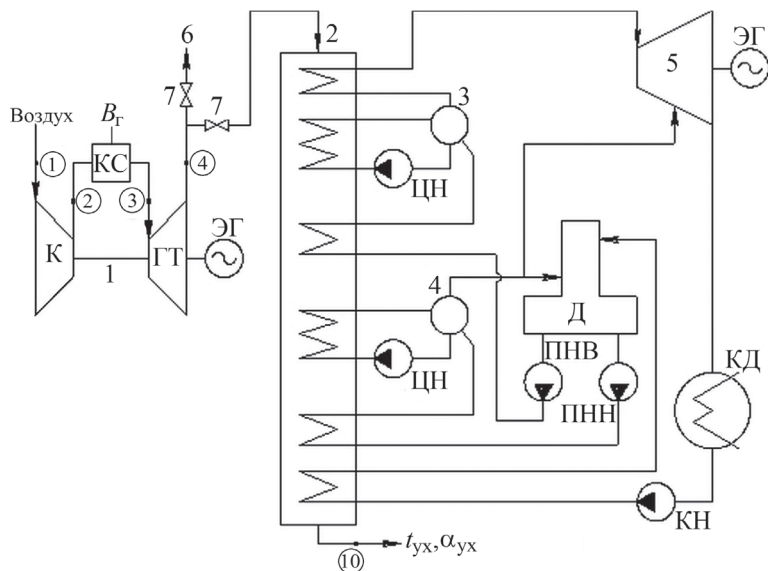 6
2
ЭГ
5
7
7
3
Воздух
Bг
КС
①
④
②
③
ЦН
ЭГ
К
ГТ
1
4
Д
ПНВ
КД
ЦН
ПНН
КН
⑩
tух,αух